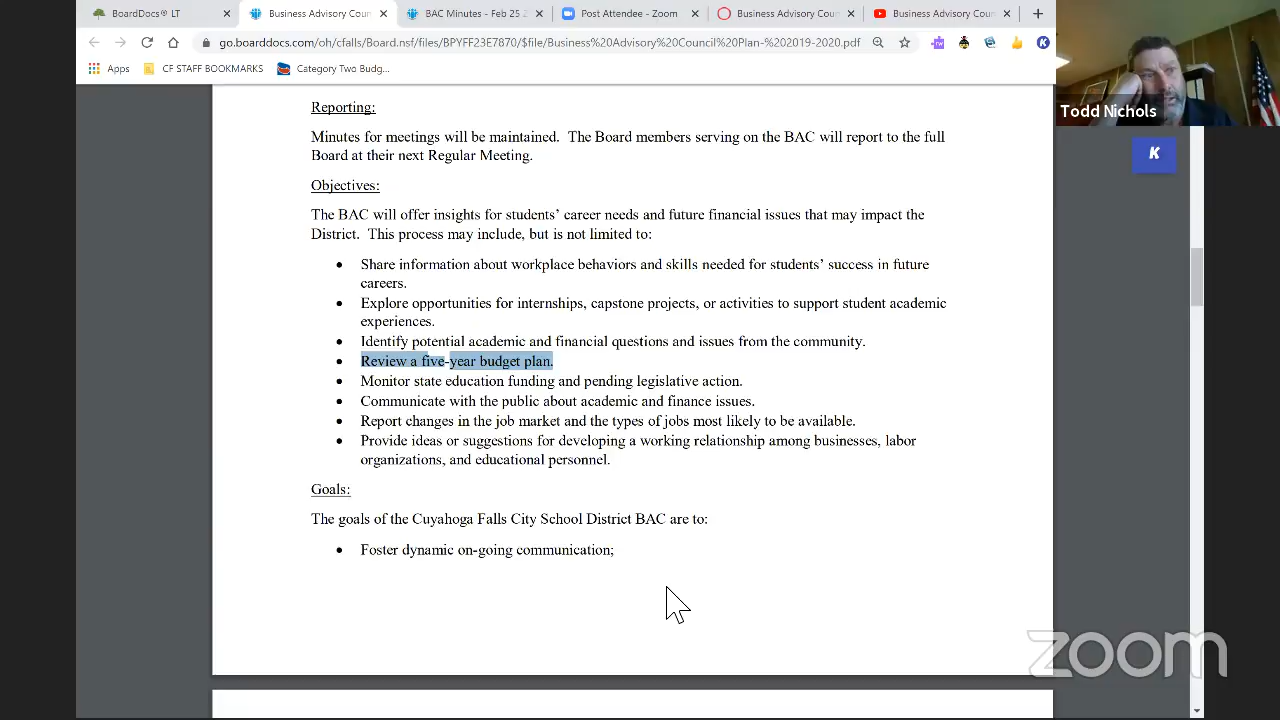 BoardDocs® LT
Business Advisory Cou
BAC Minutes - Feb 25 2
Post Attendee - Zoom
Business Advisory Cou
Business Advisory Cou
go.boarddocs.com/oh/cfalls/Board.nsf/files/BPYFF23E7870/$file/Business%20Advisory%20Council%20Plan-%202019-2020.pdf
Apps
CF STAFF BOOKMARKS
Category Two Budg...
Todd Nichols
K
Reporting:
Minutes for meetings will be maintained. The Board members serving on the BAC will report to the full
Board at their next Regular Meeting.
Objectives:
The BAC will offer insights for students' career needs and future financial issues that may impact the
District. This process may include, but is not limited to:
• Share information about workplace behaviors and skills needed for students' success in future
careers.
• Explore opportunities for internships, capstone projects, or activities to support student academic
experiences.
• Identify potential academic and financial questions and issues from the community.
• Review a five-year budget plan.
• Monitor state education funding and pending legislative action.
• Communicate with the public about academic and finance issues.
• Report changes in the job market and the types of jobs most likely to be available.
• Provide ideas or suggestions for developing a working relationship among businesses, labor
organizations, and educational personnel.
Goals:
The goals of the Cuyahoga Falls City School District BAC are to:
• Foster dynamic on-going communication;
zoom